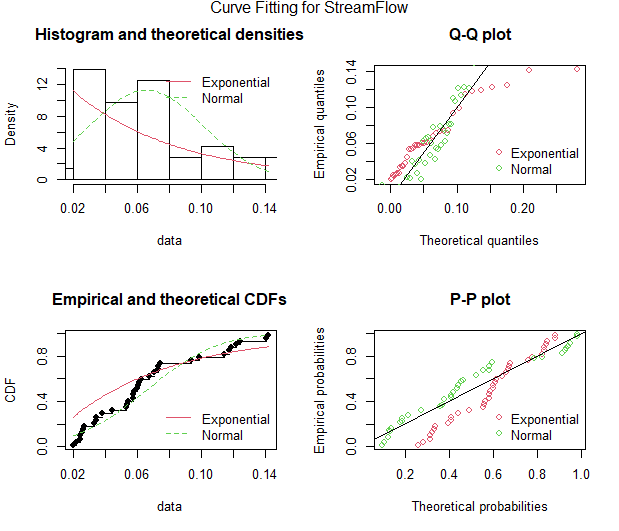 Curve Fitting for StreamFlow
Histogram and theoretical densities
Density
0 4 8 12
Exponential
Normal
0.02 0.06 0.10 0.14
data
Q-Q plot
Empirical quantiles
0.02 0.06 0.14
Exponential
Normal
0.00 0.10 0.20
Theoretical quantiles
Empirical and theoretical CDFs
CDF
0.0 0.4 0.8
Exponential
Normal
0.02 0.06 0.10 0.14
data
P-P plot
Empirical probabilities
0.0 0.4 0.8
Exponential
Normal
0.2 0.4 0.6 0.8 1.0
Theoretical probabilities